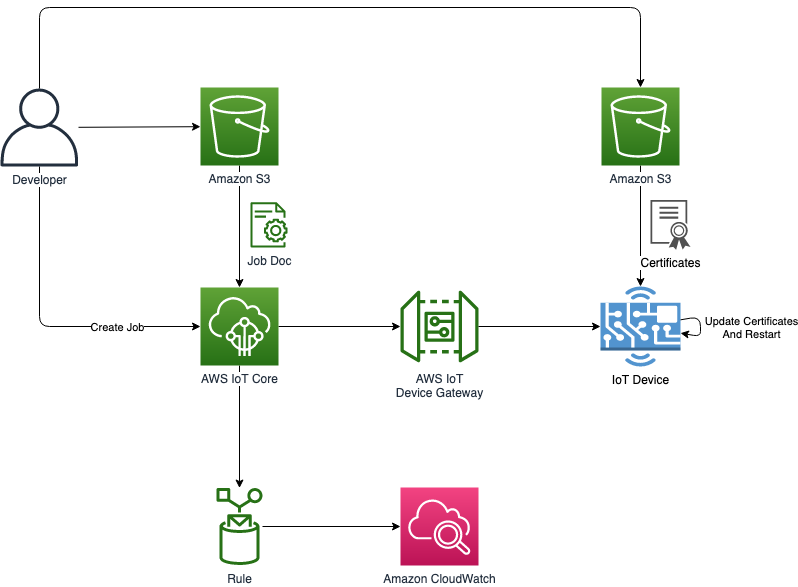 Developer
Amazon S3
Amazon S3
Job Doc
Certificates
Create Job
Update Certificates
And Restart
AWS IoT Core
AWS IoT
Device Gateway
IoT Device
Rule
Amazon CloudWatch